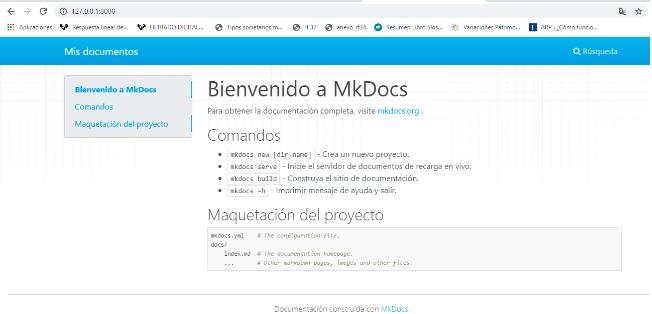 127.0.0.1:8000
Aplicaciones Respuesta lineal de... FILTRADO DIGITAL... Tipos societarios m... rt 37 anexo_rt34 Resumen Libro Slos... Variaciones Patrimo... ARP | ¿Cómo funcio...
Mis documentos
Búsqueda
Bienvenido a MkDocs
Comandos
Maquetación del proyecto
Bienvenido a MkDocs
Para obtener la documentación completa, visite mkdocs.org .
Comandos
mkdocs new [dir-name] - Crea un nuevo proyecto.
mkdocs serve - Inicie el servidor de documentos de recarga en vivo.
mkdocs build - Construya el sitio de documentación.
mkdocs -h - Imprimir mensaje de ayuda y salir.
Maquetación del proyecto
mkdocs.yml # The configuration file.
docs/
index.md # The documentation homepage.
... # Other markdown pages, images and other files.
Documentación construida con MkDocs .